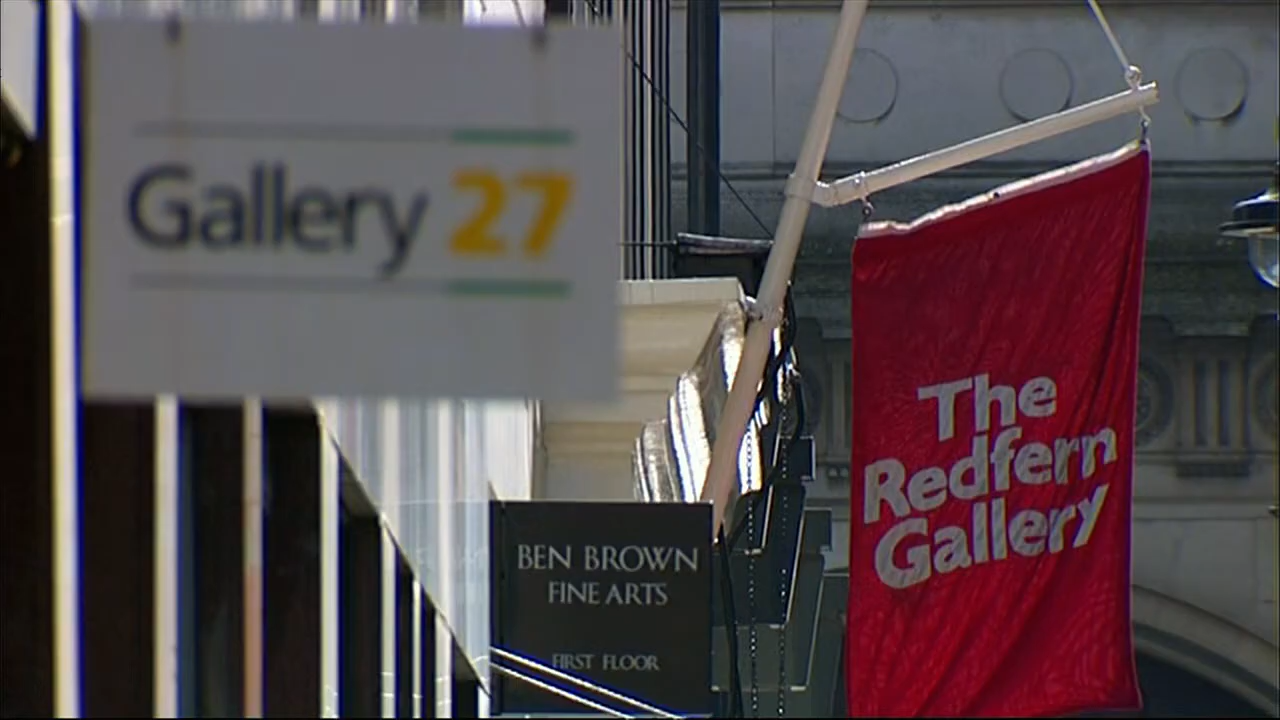 Gallery 27
BEN BROWN
FINE ARTS
FIRST FLOOR
The
Redfern
Gallery